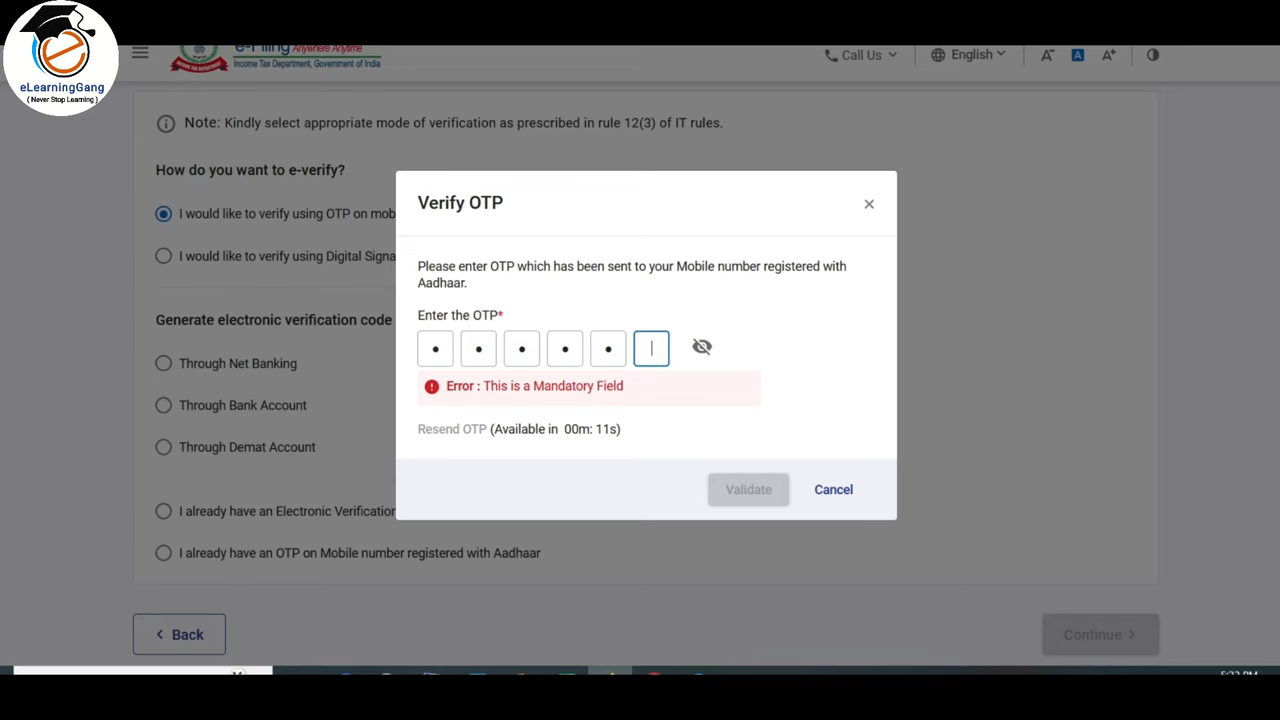 eLearningGang
( Never Stop Learning )
e-Filing Anywhere Anytime
Income Tax Department, Government of India
Call Us
English
A-
A
A+
Note: Kindly select appropriate mode of verification as prescribed in rule 12(3) of IT rules.
How do you want to e-verify?
I would like to verify using OTP on mob
I would like to verify using Digital Signa
Generate electronic verification code
Through Net Banking
Through Bank Account
Through Demat Account
I already have an Electronic Verification
I already have an OTP on Mobile number registered with Aadhaar
Verify OTP
×
Please enter OTP which has been sent to your Mobile number registered with
Aadhaar.
Enter the OTP*
Error : This is a Mandatory Field
Resend OTP (Available in 00m: 11s)
Validate
Cancel
Back
Continue